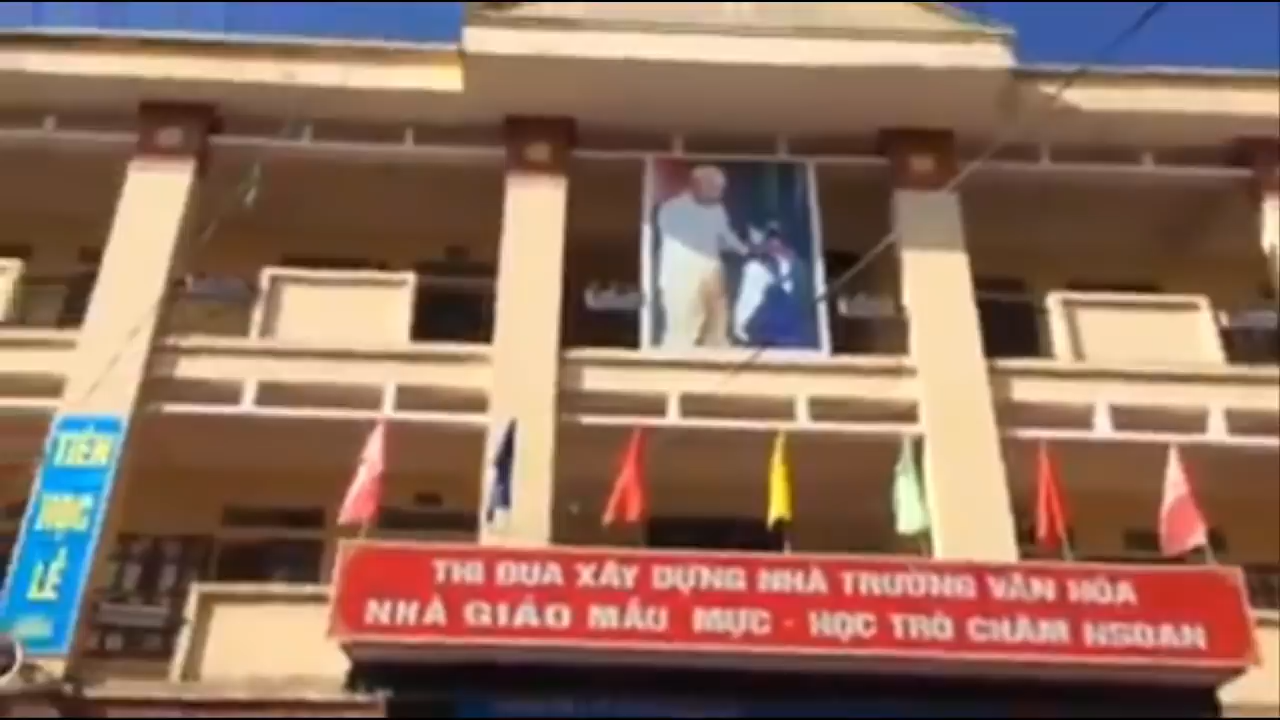 TIÊN
HỌC
LỄ
THI ĐUA XÂY DỰNG NHÀ TRƯỜNG VĂN HÓA
NHÀ GIÁO MẪU MỰC - HỌC TRÒ CHĂM NGOAN